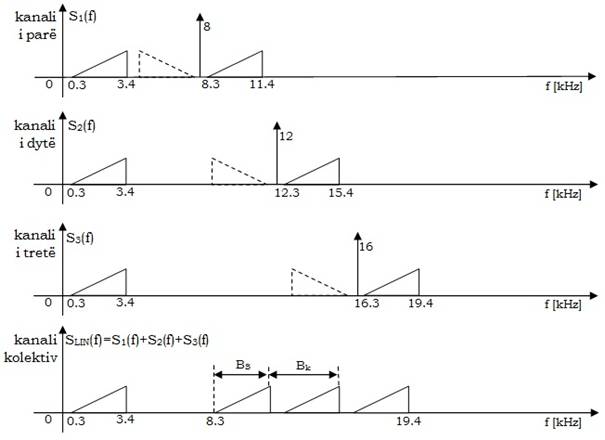 kanali
i parë
S₁(f)
8
0 0.3 3.4 8.3 11.4 f [kHz]
kanali
i dytë
S₂(f)
12
0 0.3 3.4 12.3 15.4 f [kHz]
kanali
i tretë
S₃(f)
16
0 0.3 3.4 16.3 19.4 f [kHz]
kanali
kolektiv
S_LIN(f)=S₁(f)+S₂(f)+S₃(f)
B₃ Bₖ
0 0.3 3.4 8.3 19.4 f [kHz]